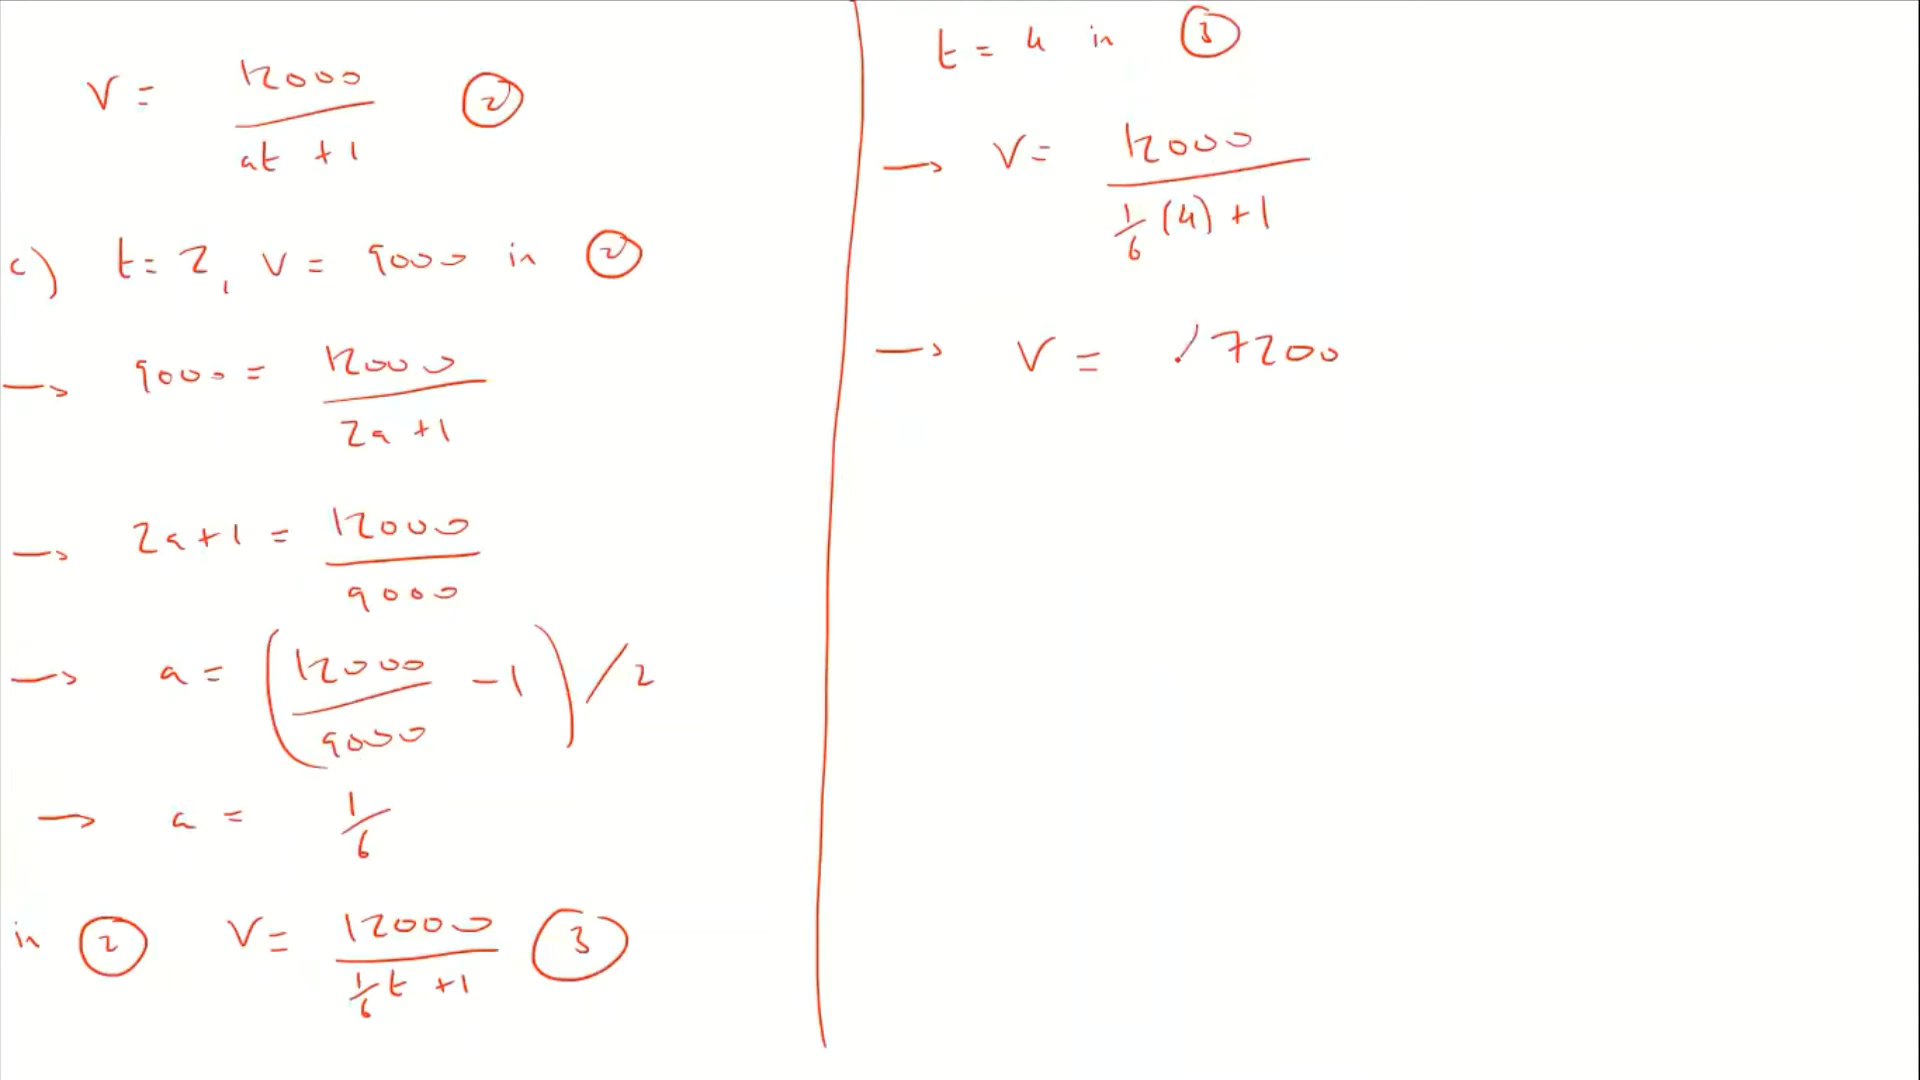 V = 12000 / at + 1 ②
c) t = 2, V = 9000 in ②
→ 9000 = 12000 / 2a + 1
→ 2a + 1 = 12000 / 9000
→ a = (12000 / 9000 - 1) / 2
→ a = 1/6
in ② V = 12000 / 1/6 t + 1 ③
t = 4 in ③
→ V = 12000 / 1/6 (4) + 1
→ V = 7200